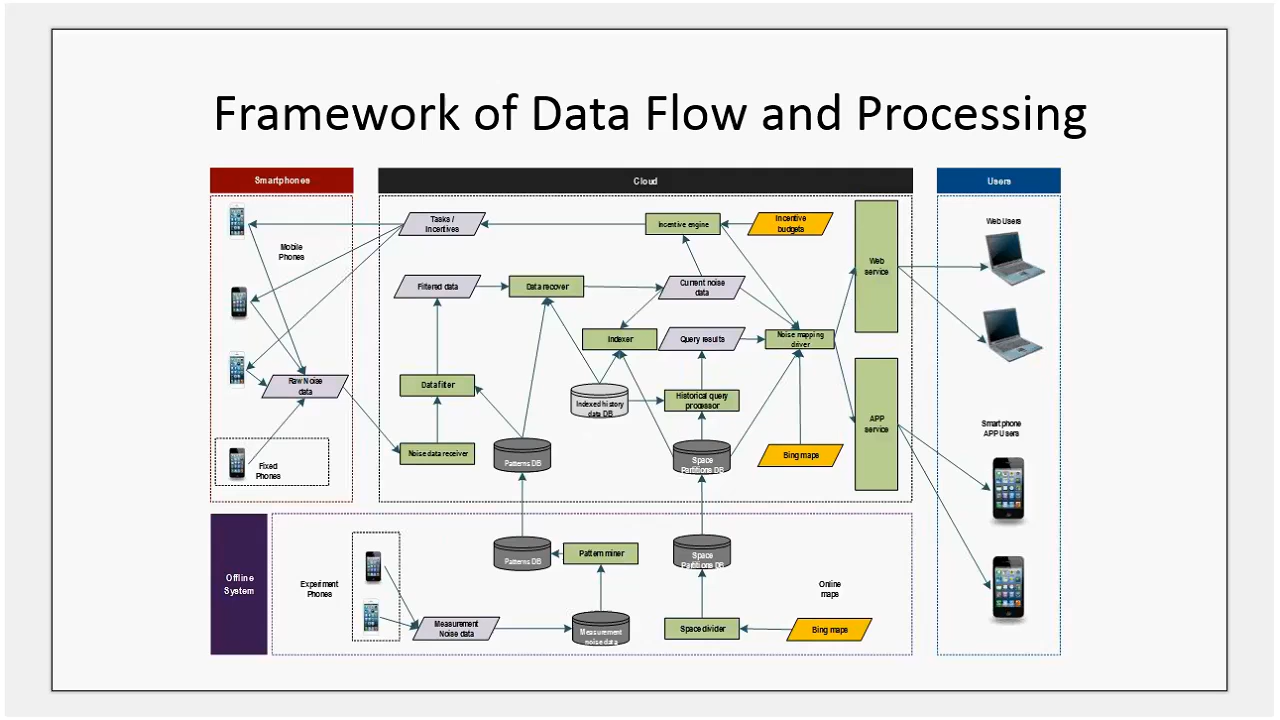 Framework of Data Flow and Processing
Smartphones
Cloud
Users
Mobile
Phones
Raw Noise
data
Fixed
Phones
Tasks /
Incentives
Incentive engine
Incentive
budgets
Filtered data
Data recover
Current noise
data
Indexer
Query results
Noise mapping
driver
Data filter
Indexed history
data DB
Historical query
processor
Noise data receiver
Patterns DB
Space
Partitions DB
Bing maps
Web
service
APP
service
Web Users
Smartphone
APP Users
Offline
System
Experiment
Phones
Measurement
Noise data
Patterns DB
Pattern miner
Measurement
noise data
Space
Partitions DB
Space divider
Online
maps
Bing maps